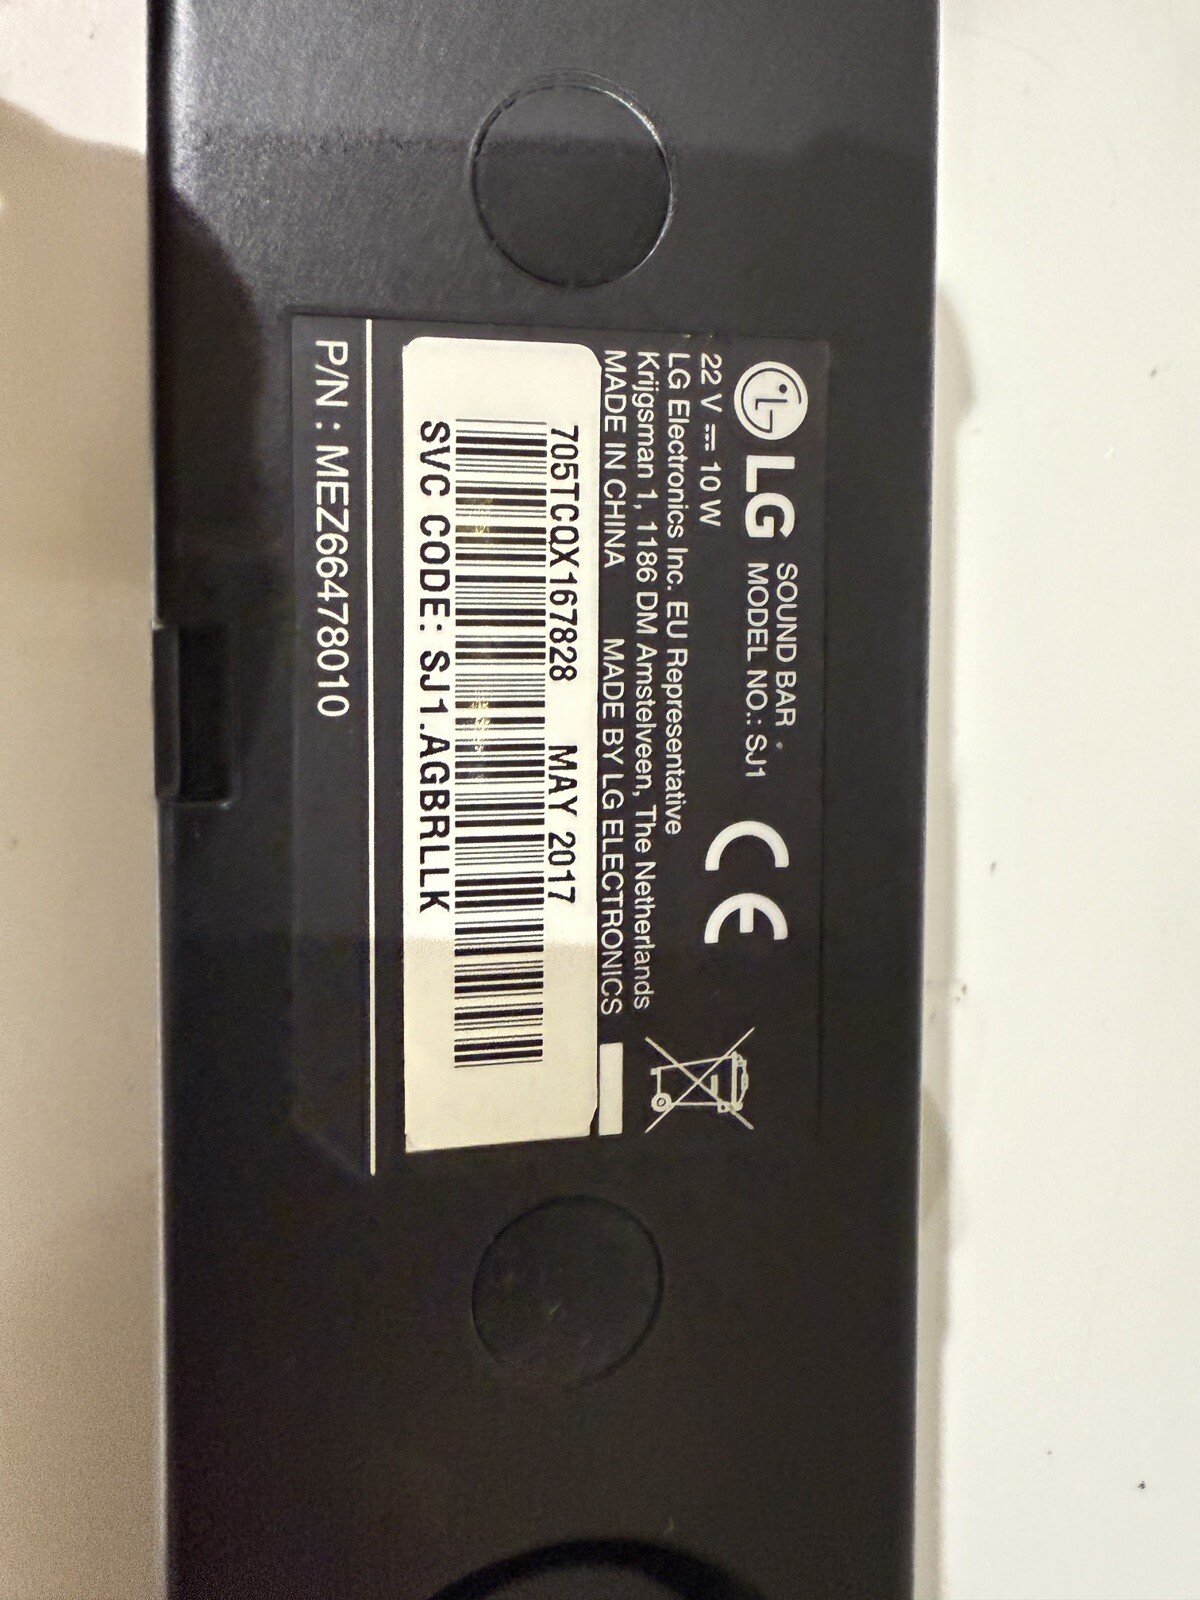 LG
SOUND BAR
MODEL NO.: SJ1
CE
22 V ⎓ 10 W
LG Electronics Inc. EU Representative
Krijgsman 1, 1186 DM Amstelveen, The Netherlands
MADE IN CHINA MADE BY LG ELECTRONICS
705TCQX167828 MAY 2017
SVC CODE: SJ1.AGBRLLK
P/N : MEZ66478010